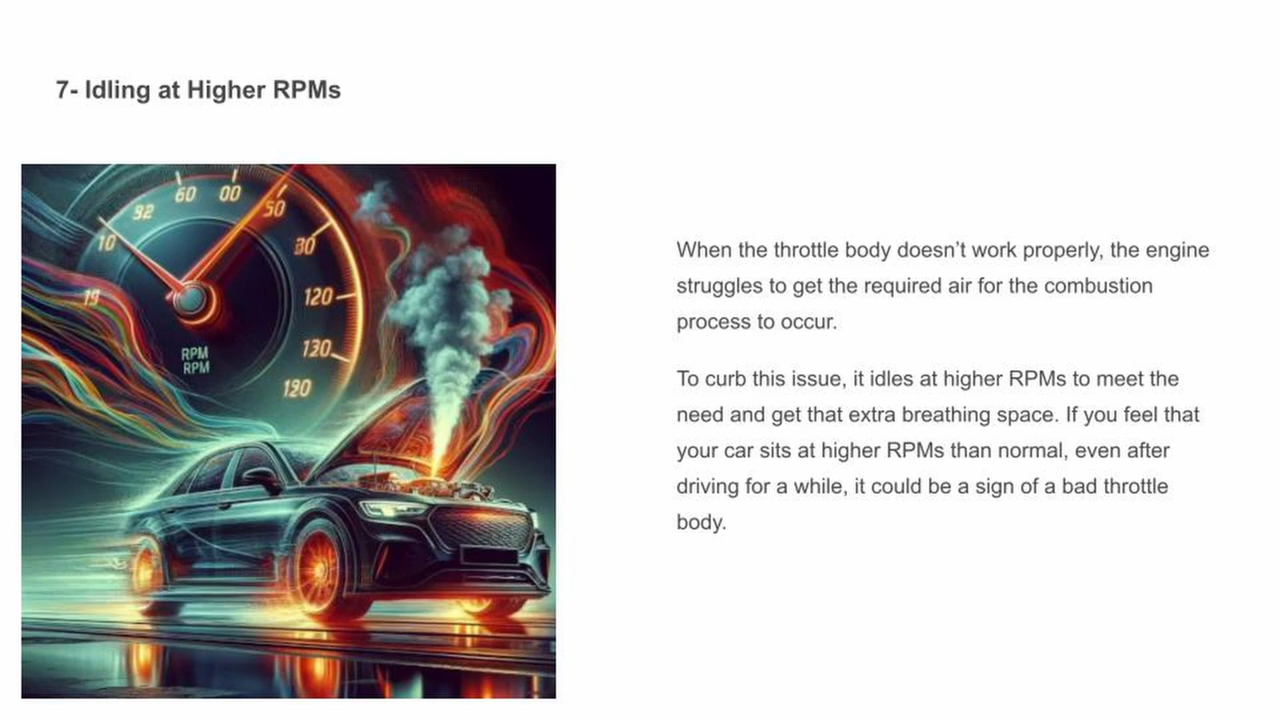 7- Idling at Higher RPMs
60
00
50
32
10
30
19
120
RPM
RPM
130
190
When the throttle body doesn’t work properly, the engine
struggles to get the required air for the combustion
process to occur.
To curb this issue, it idles at higher RPMs to meet the
need and get that extra breathing space. If you feel that
your car sits at higher RPMs than normal, even after
driving for a while, it could be a sign of a bad throttle
body.